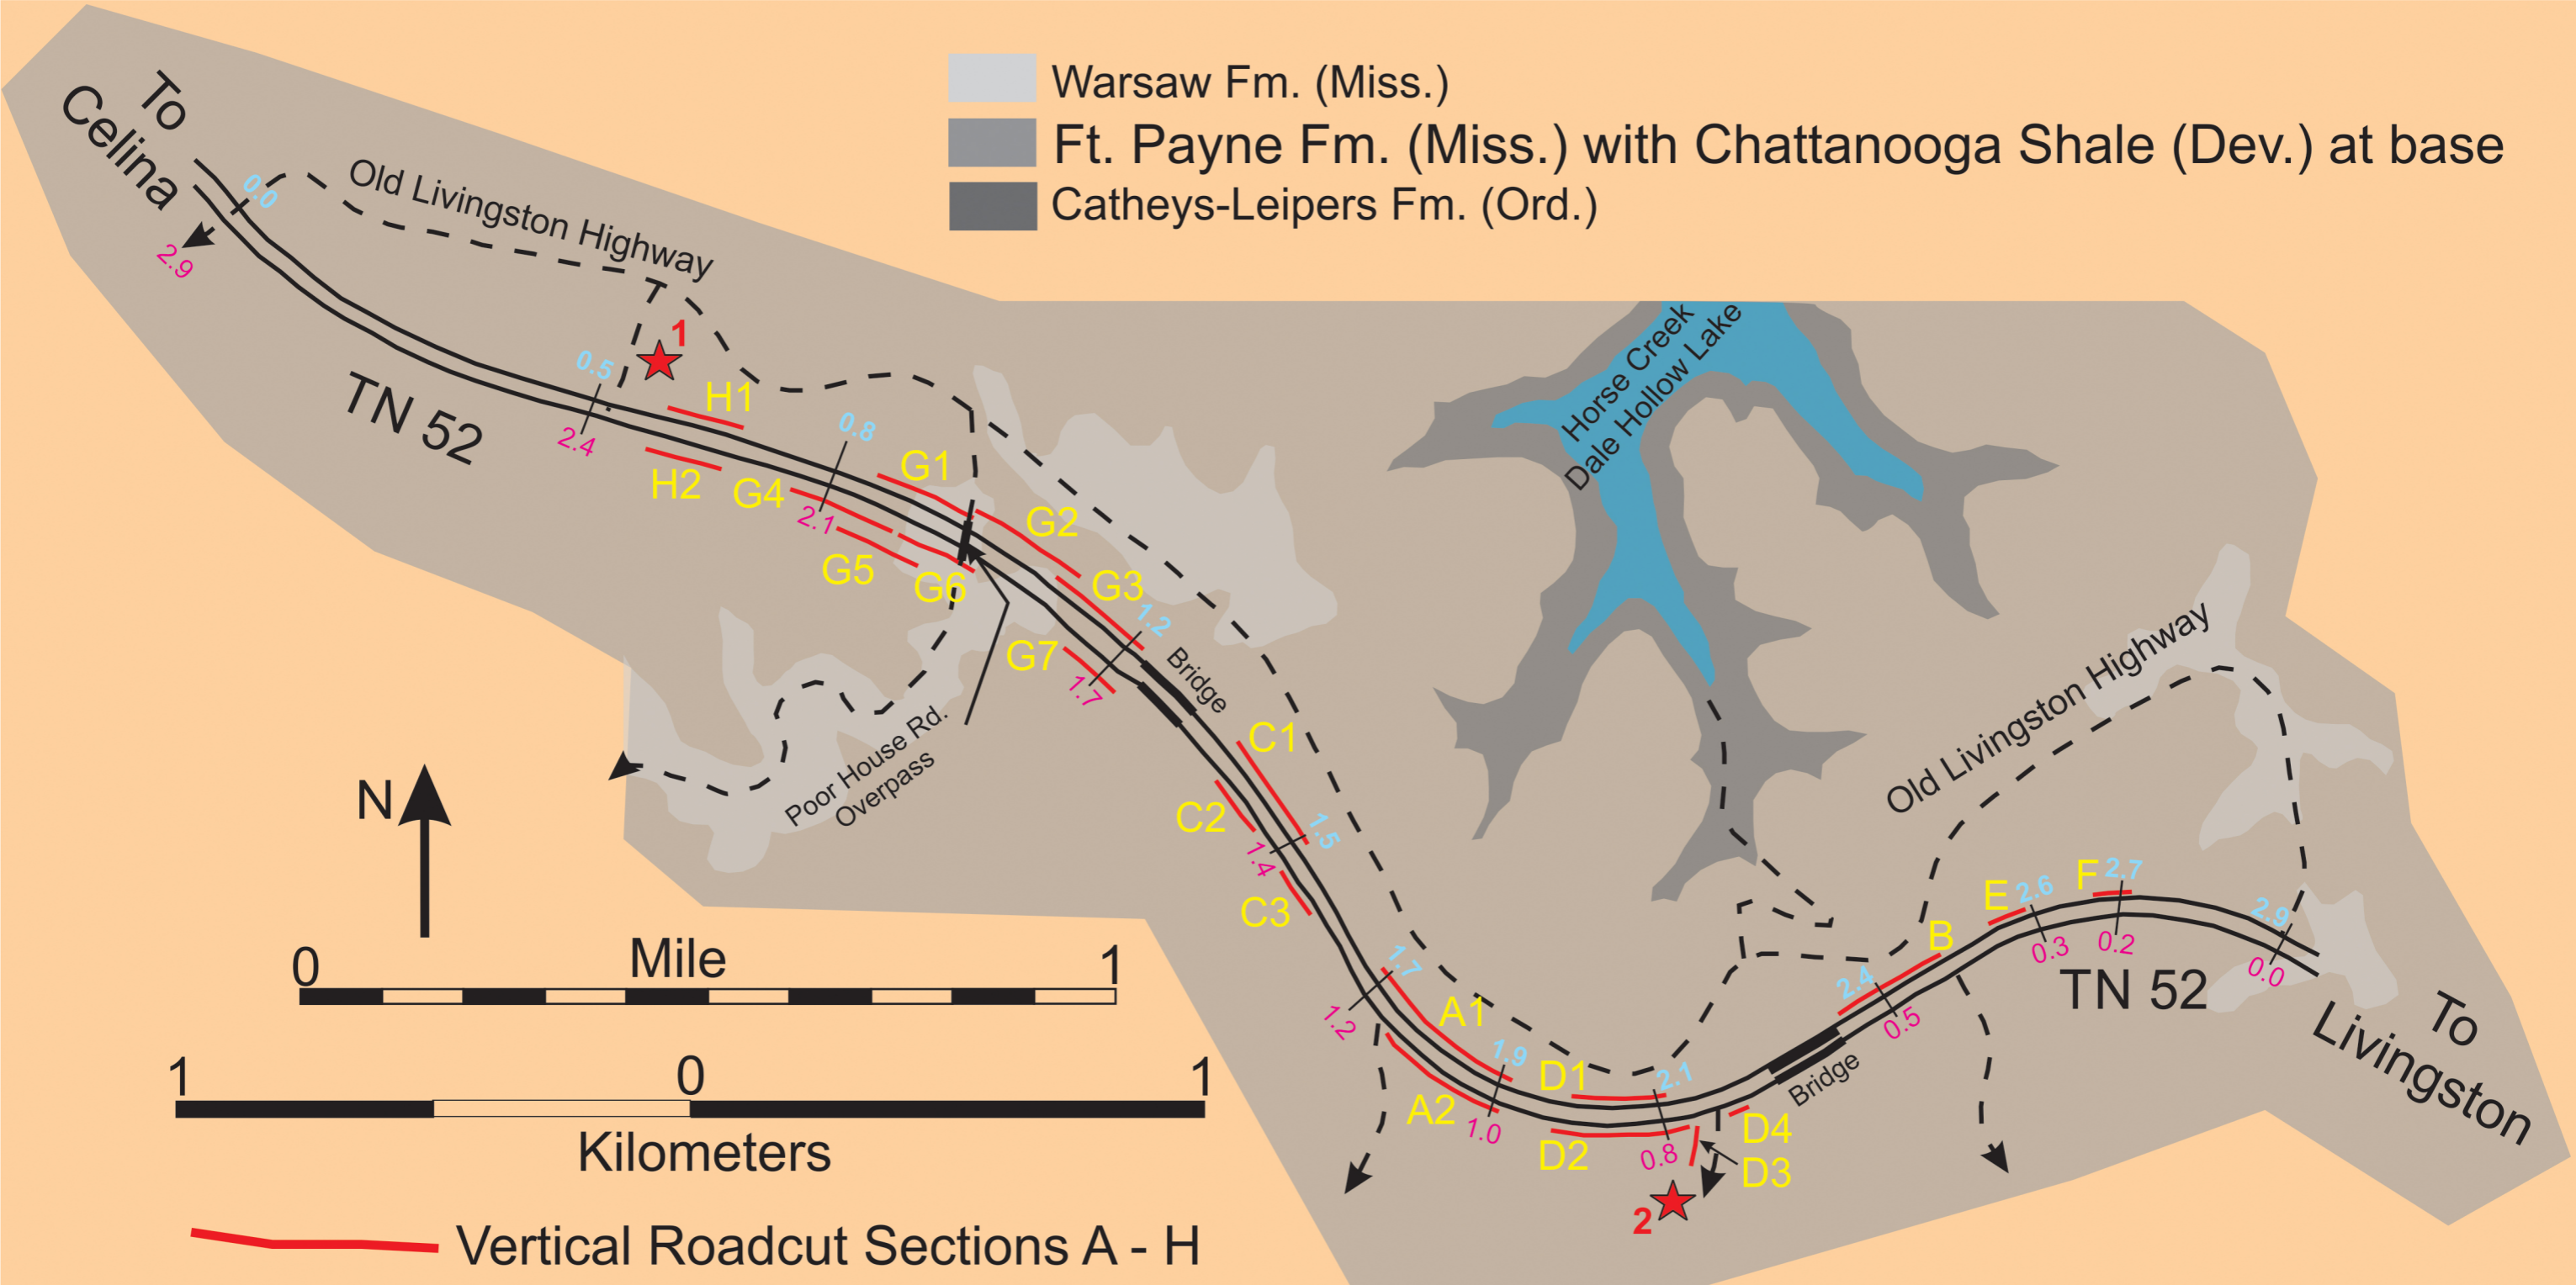 Warsaw Fm. (Miss.)
Ft. Payne Fm. (Miss.) with Chattanooga Shale (Dev.) at base
Catheys-Leipers Fm. (Ord.)
To
Celina
0.0
2.9
Old Livingston Highway
TN 52
1
0.5
2.4
H1
H2
0.8
2.1
G1
G4
G5
G6
G2
G3
G7
1.2
1.7
Bridge
Poor House Rd.
Overpass
Horse Creek
Dale Hollow Lake
C1
C2
1.5
1.4
C3
1.7
1.2
A1
A2
1.9
1.0
D1
D2
2.1
0.8
D4
D3
2
Bridge
2.4
0.5
B
Old Livingston Highway
E
2.6
0.3
F
2.7
0.2
TN 52
2.9
0.0
To
Livingston
N
0 Mile 1
1 0 1
Kilometers
Vertical Roadcut Sections A - H